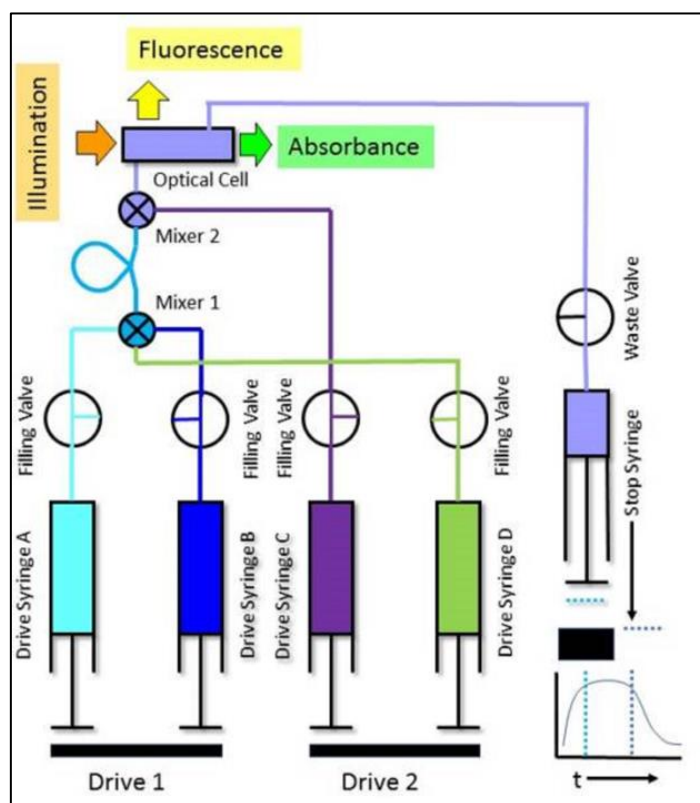 Fluorescence
Illumination
Absorbance
Optical Cell
Mixer 2
Mixer 1
Filling Valve
Filling Valve
Filling Valve
Filling Valve
Waste Valve
Stop Syringe
Drive Syringe A
Drive Syringe B
Drive Syringe C
Drive Syringe D
Drive 1
Drive 2
t